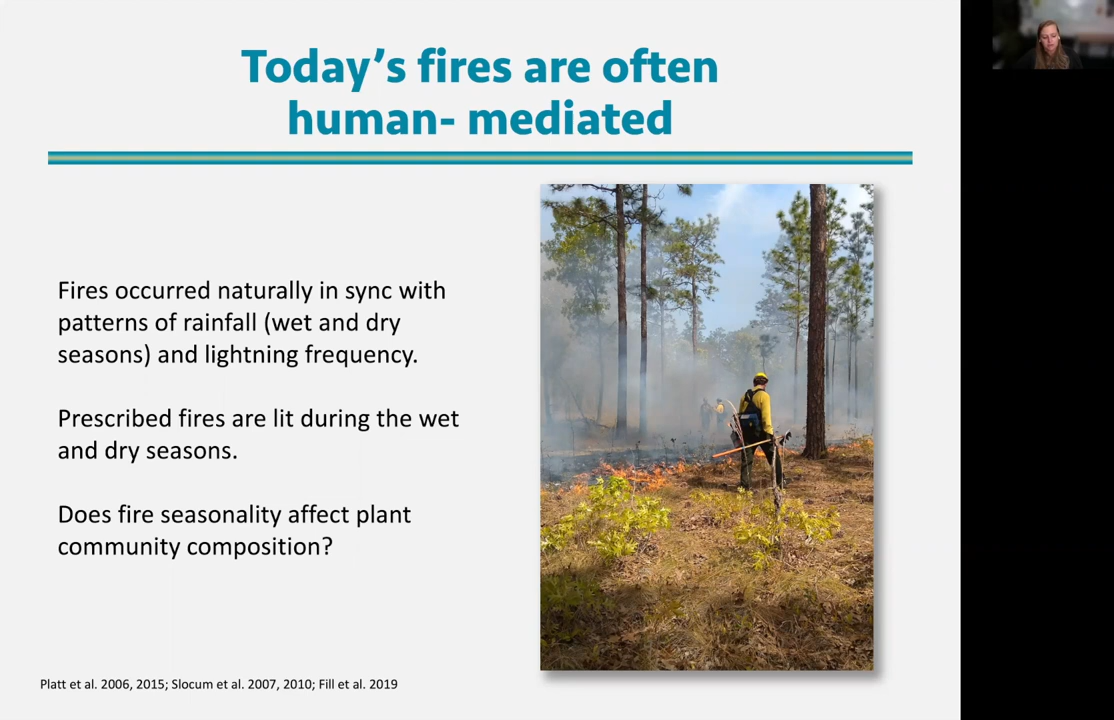 Today’s fires are often
human- mediated
Fires occurred naturally in sync with
patterns of rainfall (wet and dry
seasons) and lightning frequency.
Prescribed fires are lit during the wet
and dry seasons.
Does fire seasonality affect plant
community composition?
Platt et al. 2006, 2015; Slocum et al. 2007, 2010; Fill et al. 2019